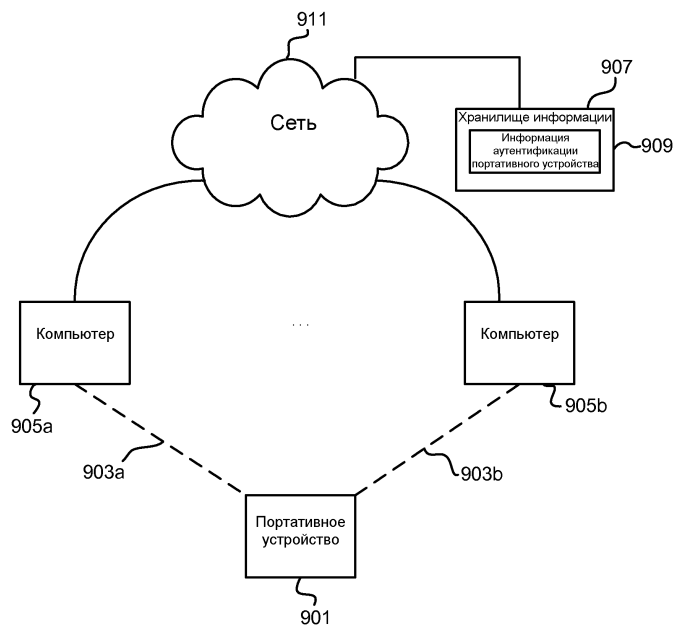 911
907
Сеть
Хранилище информации
Информация
аутентификации
портативного устройства
909
Компьютер
. . .
Компьютер
905a
905b
903a
903b
Портативное
устройство
901